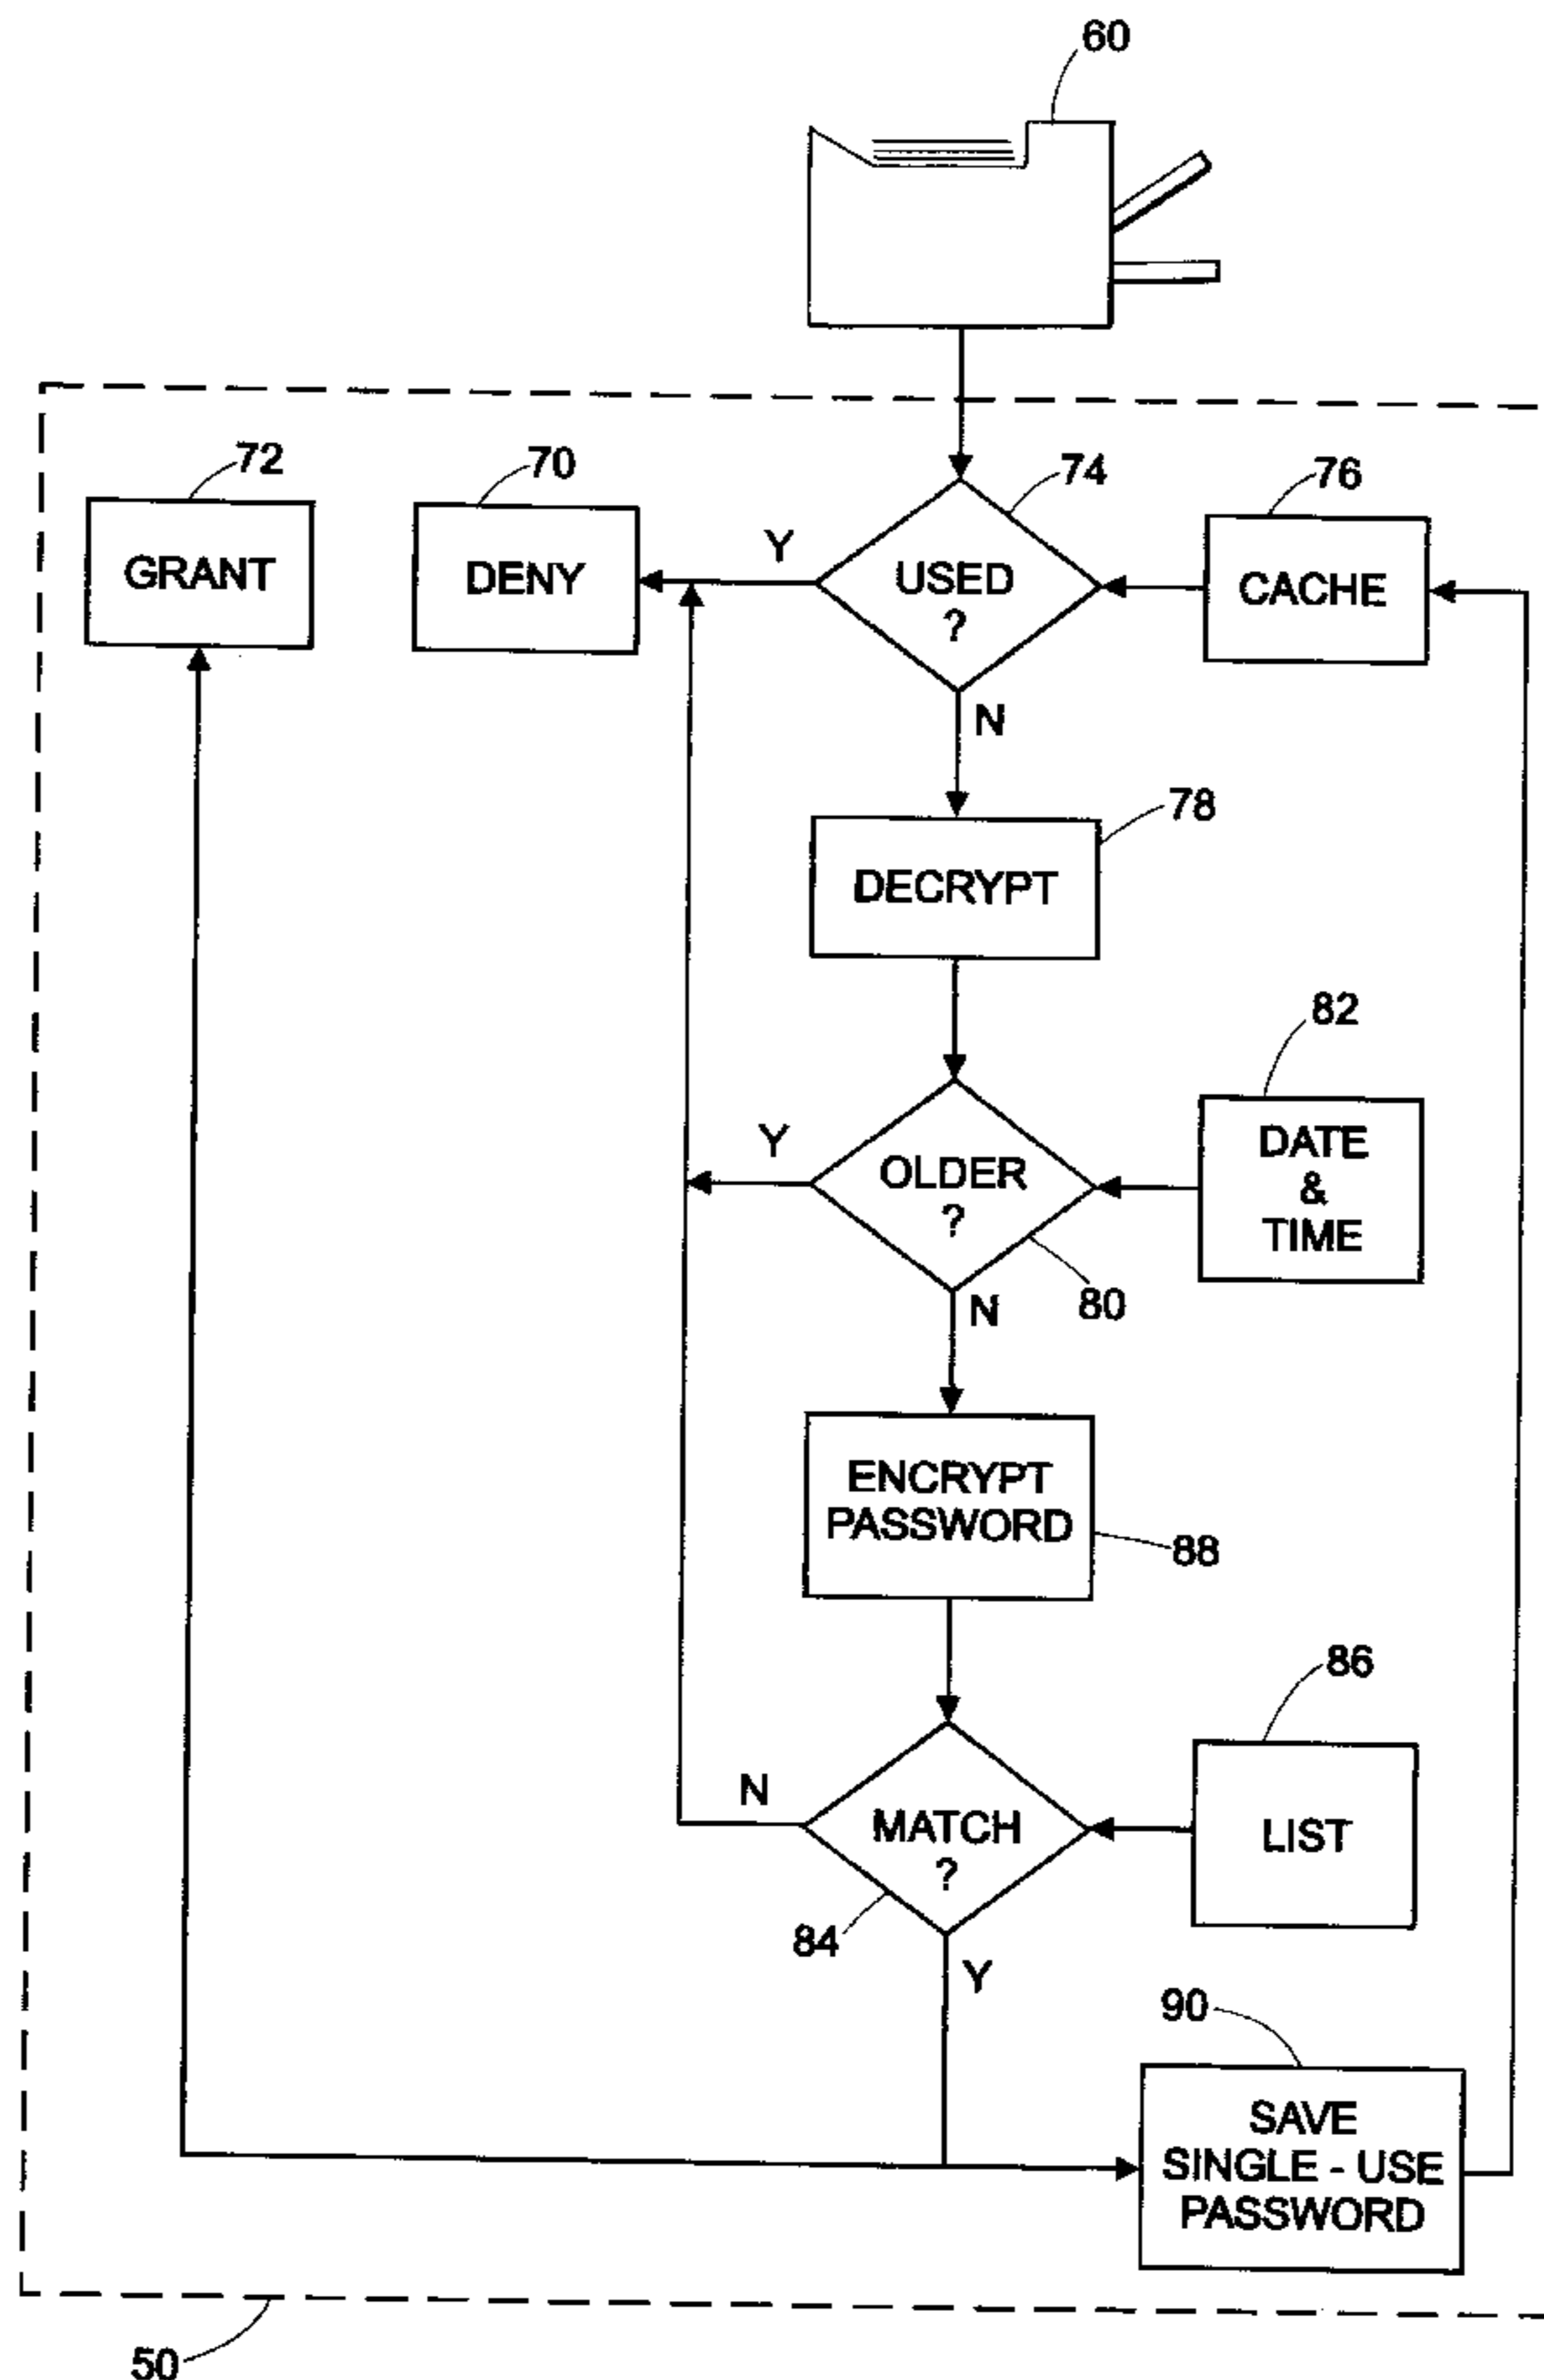 60
72
70
74
76
GRANT
DENY
Y
USED
?
CACHE
N
78
DECRYPT
82
Y
OLDER
?
DATE
&
TIME
80
N
ENCRYPT
PASSWORD
88
86
N
MATCH
?
LIST
84
Y
90
SAVE
SINGLE - USE
PASSWORD
50